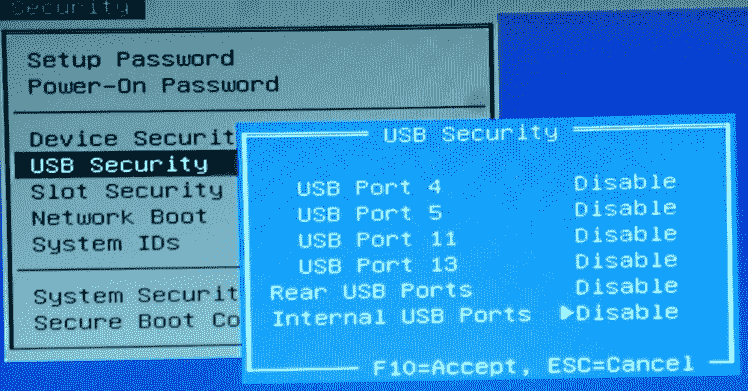 Security
Setup Password
Power-On Password
Device Securit
USB Security
Slot Security
Network Boot
System IDs
System Securit
Secure Boot Co
USB Security
USB Port 4 Disable
USB Port 5 Disable
USB Port 11 Disable
USB Port 13 Disable
Rear USB Ports Disable
Internal USB Ports ▶Disable
F10=Accept, ESC=Cancel